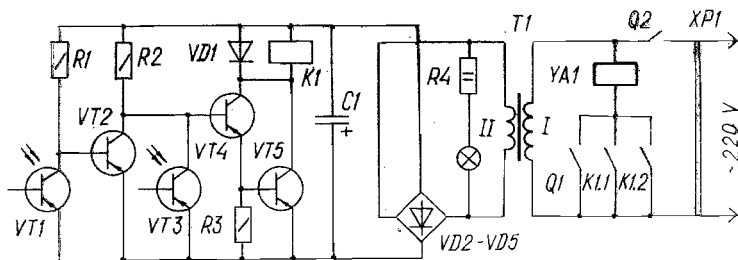 R1
R2
VD1
K1
C1
+
R4
T1
Q2
XP1
YA1
VT2
VT4
VT5
II
I
~220 V
VT1
VT3
R3
VD2-VD5
Q1
K1.1
K1.2